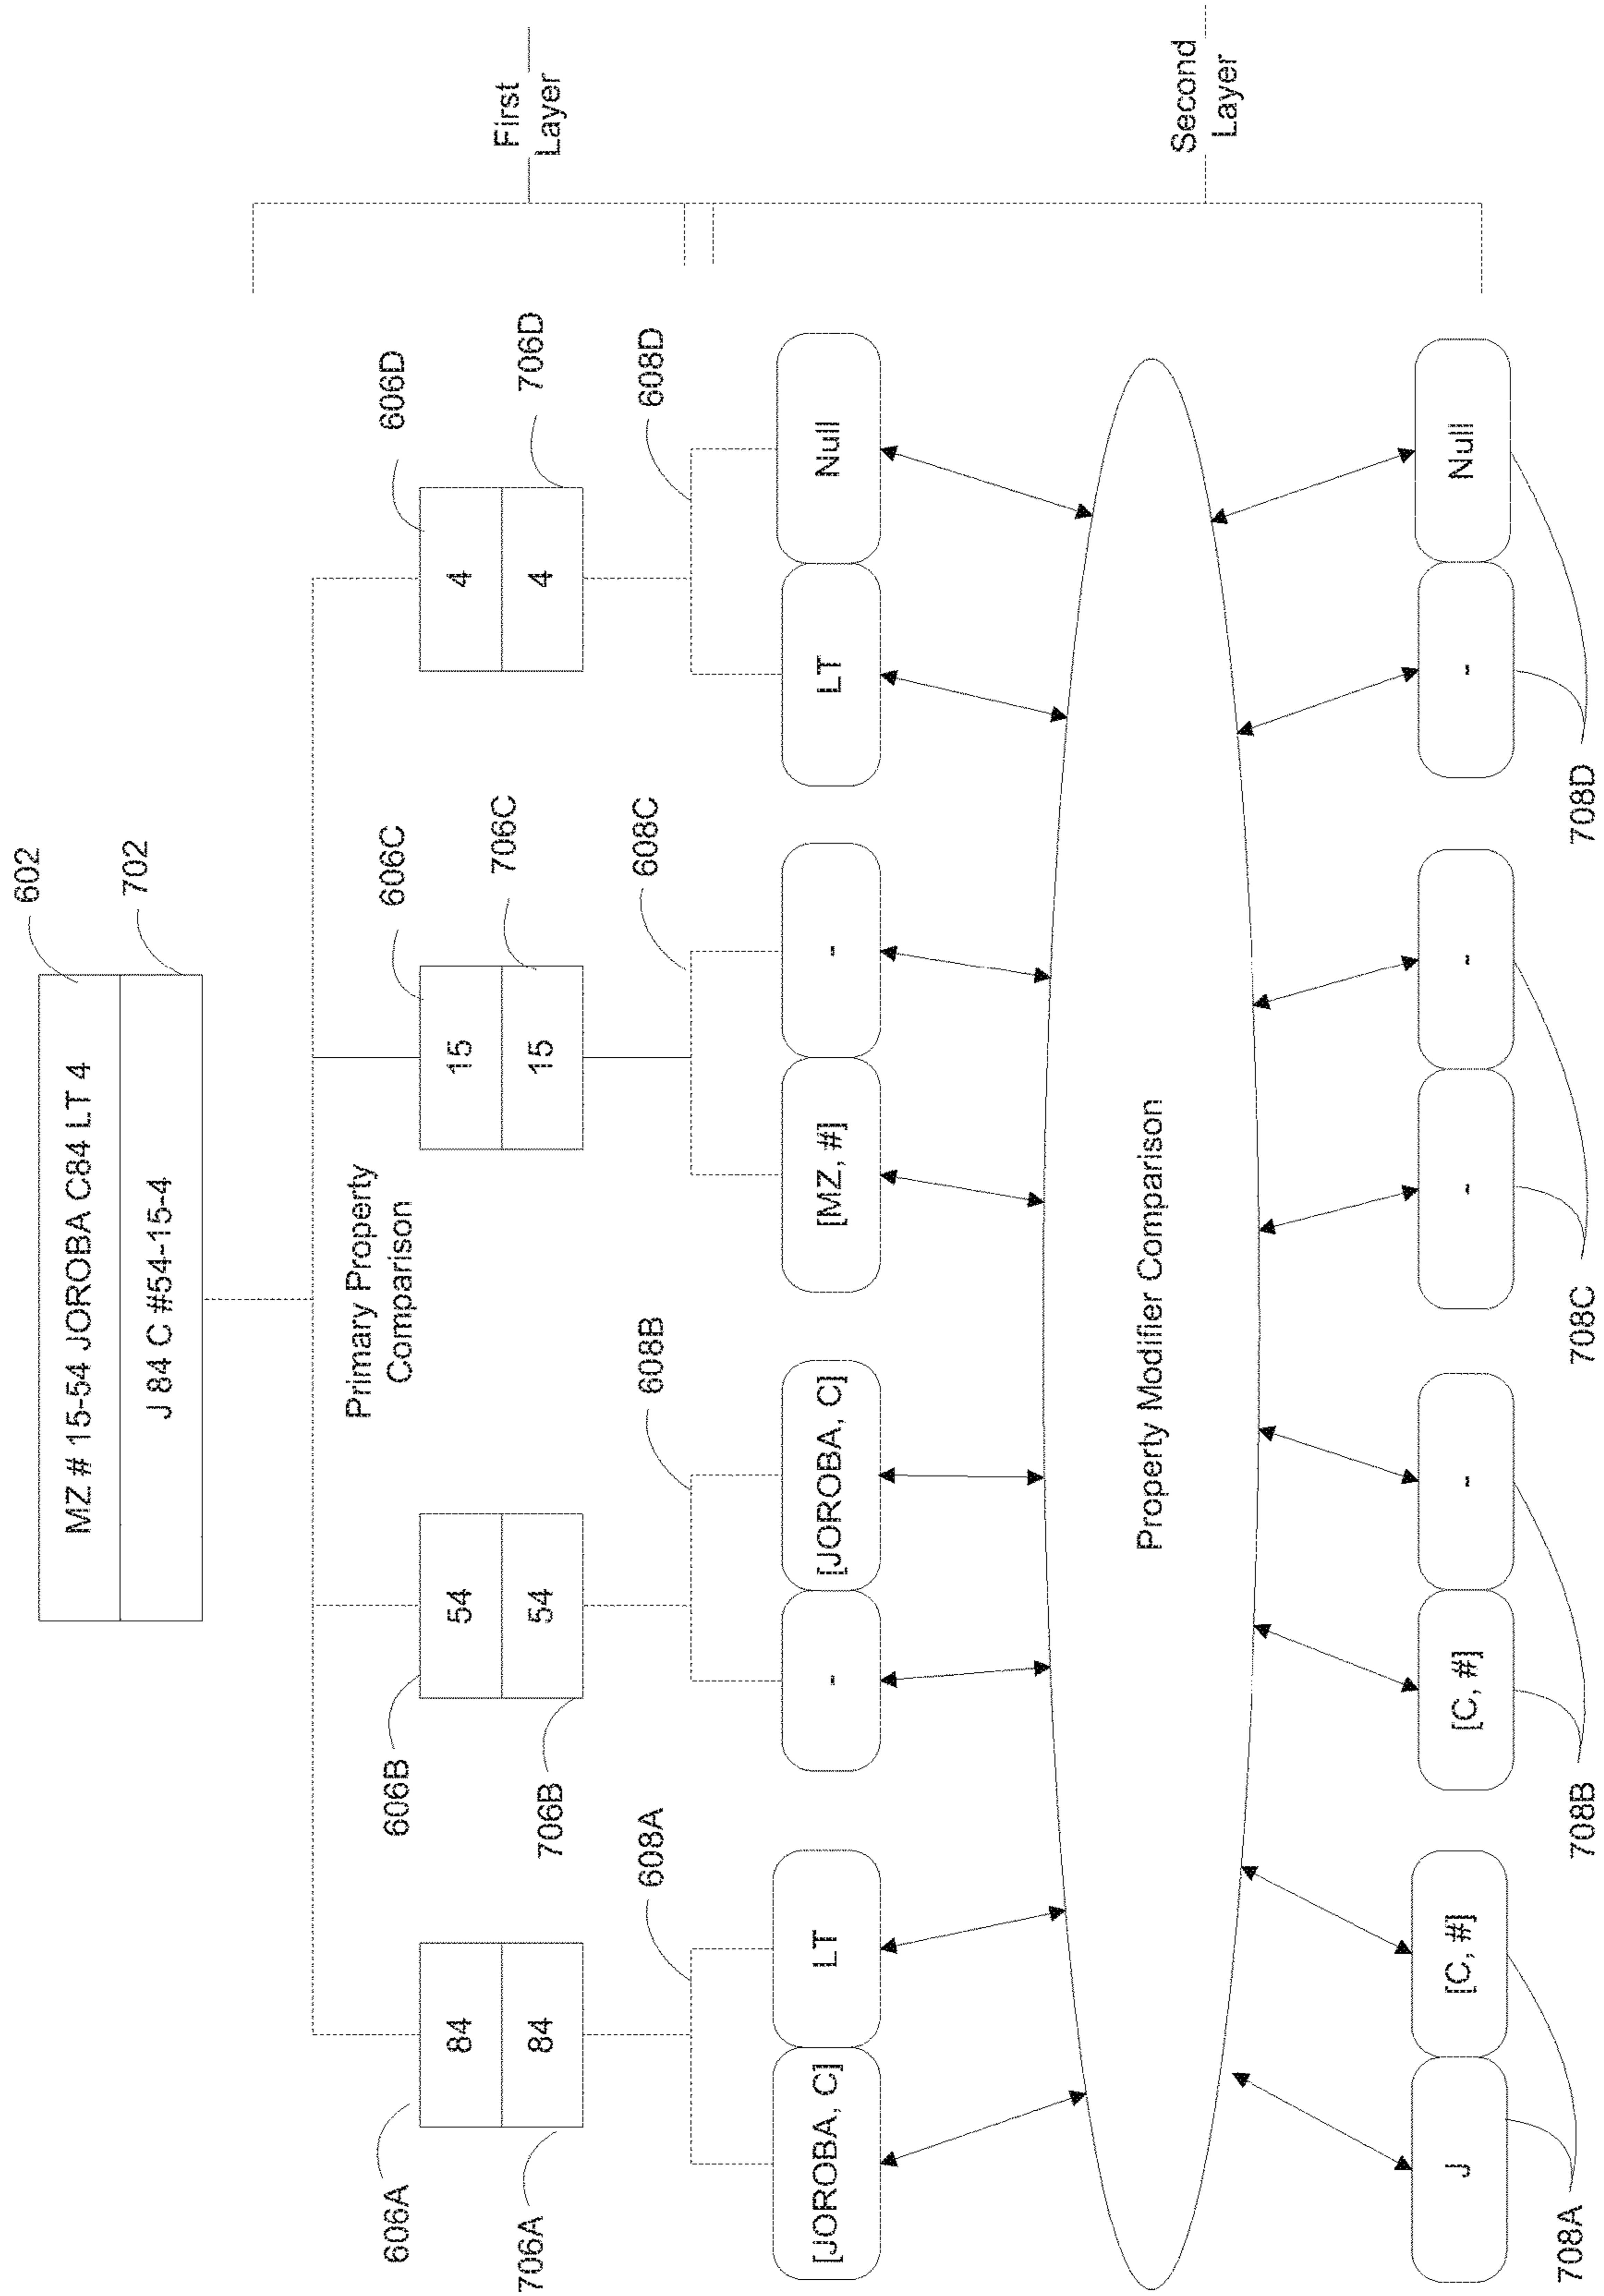 602
MZ # 15-54 JOROBA C84 LT 4
J 84 C #54-15-4
702
Primary Property
Comparison
First
Layer
606A
84
84
706A
606B
54
54
706B
606C
15
15
706C
606D
4
4
706D
608A
608B
608C
608D
[JOROBA, C]
LT
-
[JOROBA, C]
[MZ, #]
-
LT
Null
Property Modifier Comparison
Second
Layer
J
[C, #]
[C, #]
-
-
-
-
Null
708A
708B
708C
708D